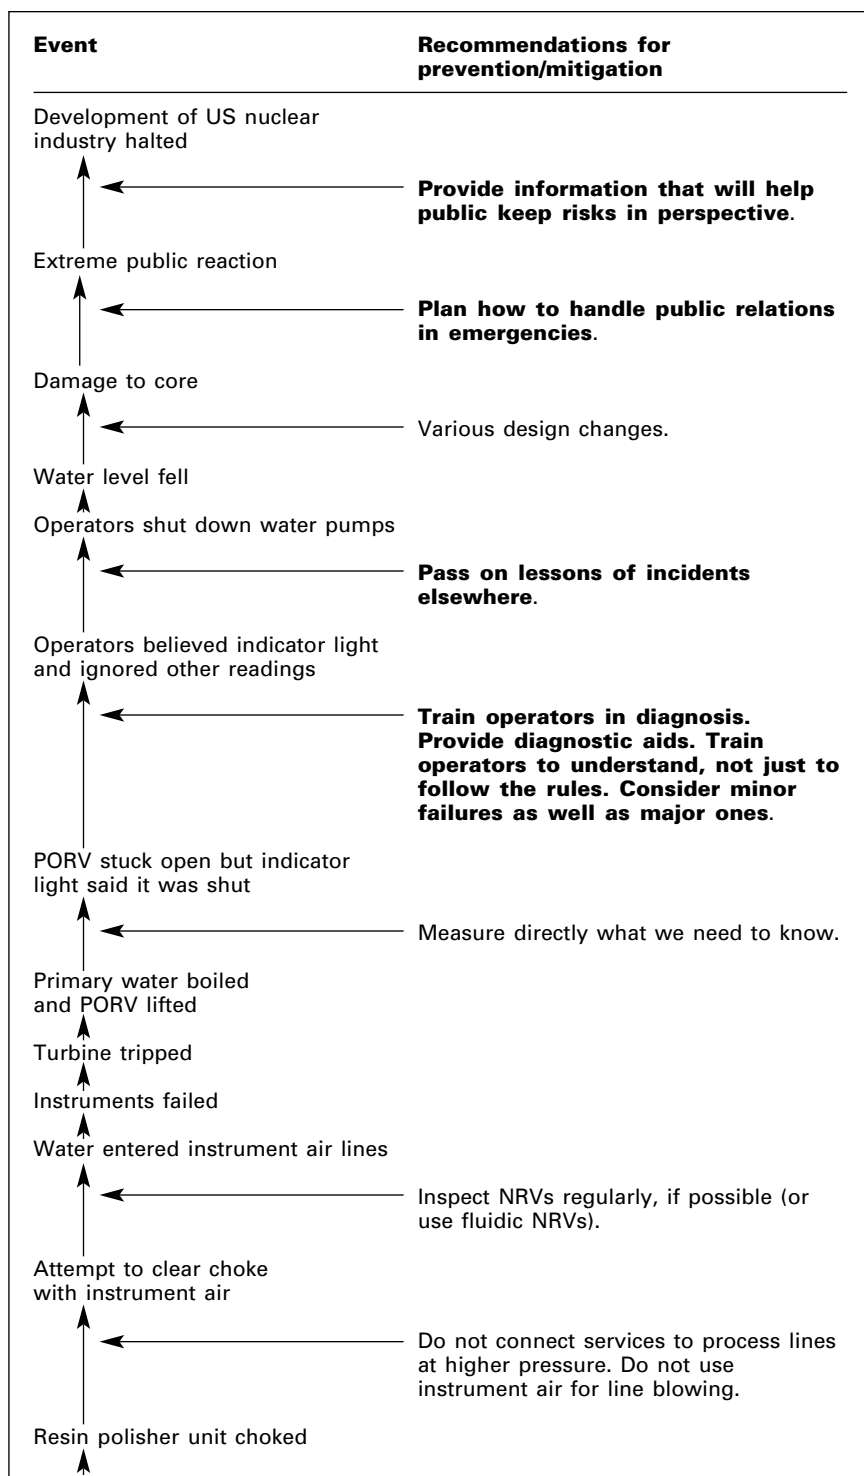 Event
Recommendations for
prevention/mitigation
Development of US nuclear
industry halted
Provide information that will help
public keep risks in perspective.
Extreme public reaction
Plan how to handle public relations
in emergencies.
Damage to core
Various design changes.
Water level fell
Operators shut down water pumps
Pass on lessons of incidents
elsewhere.
Operators believed indicator light
and ignored other readings
Train operators in diagnosis.
Provide diagnostic aids. Train
operators to understand, not just to
follow the rules. Consider minor
failures as well as major ones.
PORV stuck open but indicator
light said it was shut
Measure directly what we need to know.
Primary water boiled
and PORV lifted
Turbine tripped
Instruments failed
Water entered instrument air lines
Inspect NRVs regularly, if possible (or
use fluidic NRVs).
Attempt to clear choke
with instrument air
Do not connect services to process lines
at higher pressure. Do not use
instrument air for line blowing.
Resin polisher unit choked